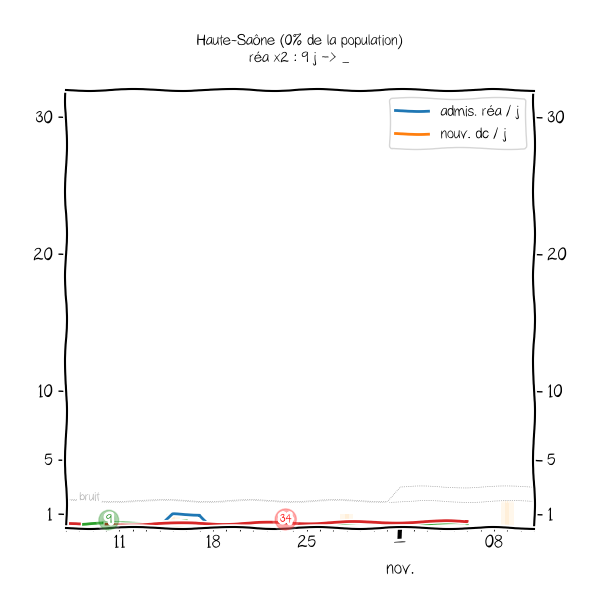 Haute-Saône (0% de la population)
réa x2 : 9 j -> _
admis. réa / j
nouv. dc / j
30
30
20
20
10
10
5
5
bruit
1
9
34
1
11
18
25
1
08
nov.